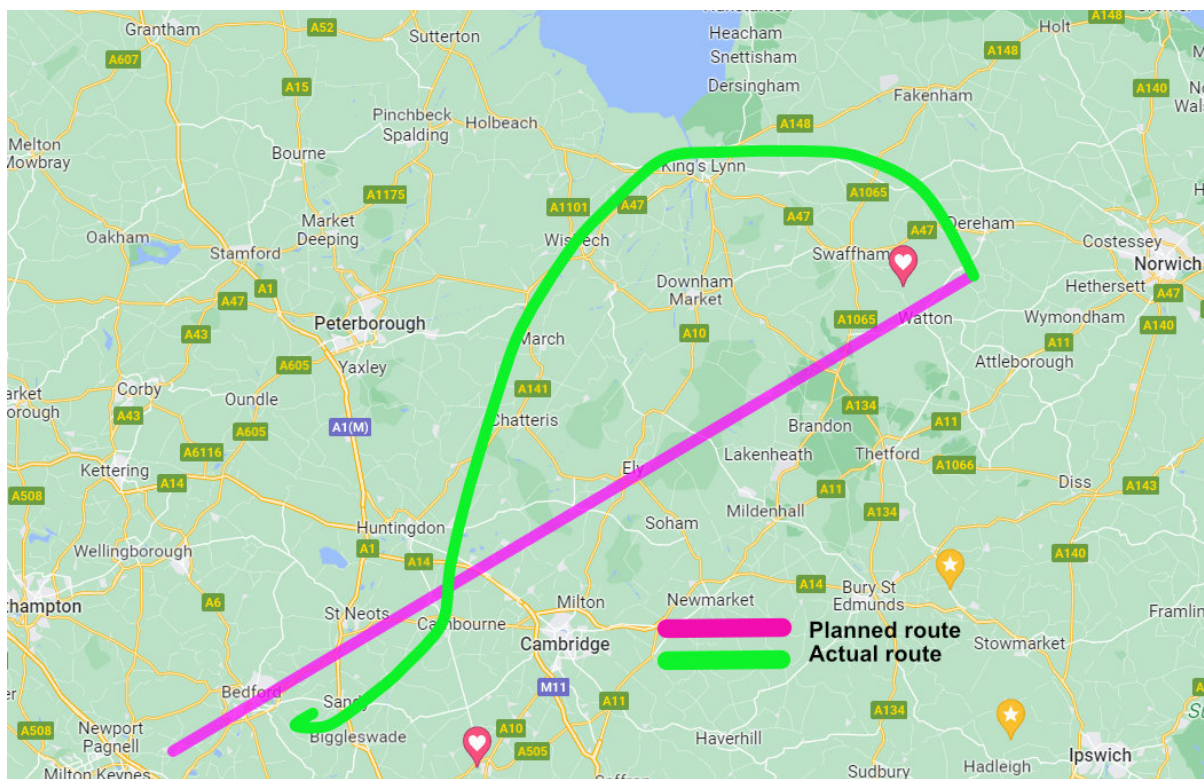 Hunstanton
Heacham
Snettisham
Dersingham
Grantham
A52
Sutterton
A148
Holt
Cromer
A148
A607
A15
A148
Fakenham
A140
Pinchbeck
Spalding
Holbeach
A148
Melton
Mowbray
Bourne
King's Lynn
A1175
A1101
A47
A1065
Market
Deeping
A47
A47
Dereham
Oakham
Stamford
Wisbech
Swaffham
Costessey
Norwich
A1
Downham
Market
Hethersett
A47
A47
Peterborough
A1065
Watton
Wymondham
A140
A43
March
A10
A11
A605
Yaxley
Attleborough
Corby
Oundle
A141
A43
A134
A605
A1(M)
Chatteris
Brandon
A11
A6116
Kettering
Ely
Lakenheath
Thetford
A1066
Diss
A143
A14
A11
A508
Mildenhall
A134
Huntingdon
Soham
A1
A140
Wellingborough
A14
A14
Bury St
Edmunds
A6
St Neots
Milton
Newmarket
Cambourne
Planned route
Stowmarket
Cambridge
Actual route
Bedford
M11
Sandy
A11
A134
Newport
Pagnell
A508
A10
Biggleswade
A505
Haverhill
Ipswich
Milton Keynes
Sudbury
Hadleigh